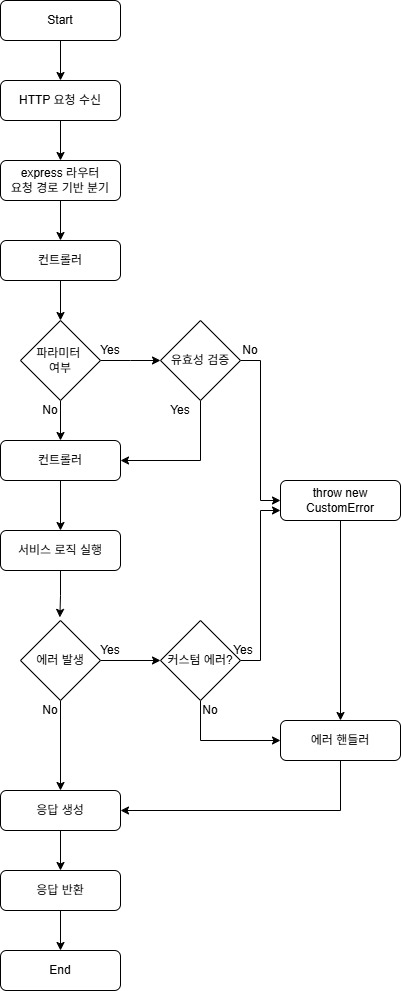 Start
HTTP 요청 수신
express 라우터
요청 경로 기반 분기
컨트롤러
파라미터
여부
Yes
유효성 검증
No
No
Yes
컨트롤러
throw new
CustomError
서비스 로직 실행
에러 발생
Yes
커스텀 에러?
Yes
No
No
에러 핸들러
응답 생성
응답 반환
End